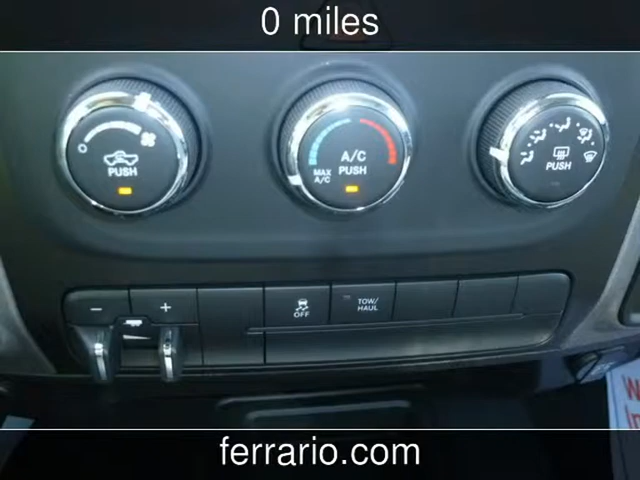 0 miles
PUSH
A/C
MAX
A/C
PUSH
PUSH
OFF
TOW/
HAUL
ferrario.com